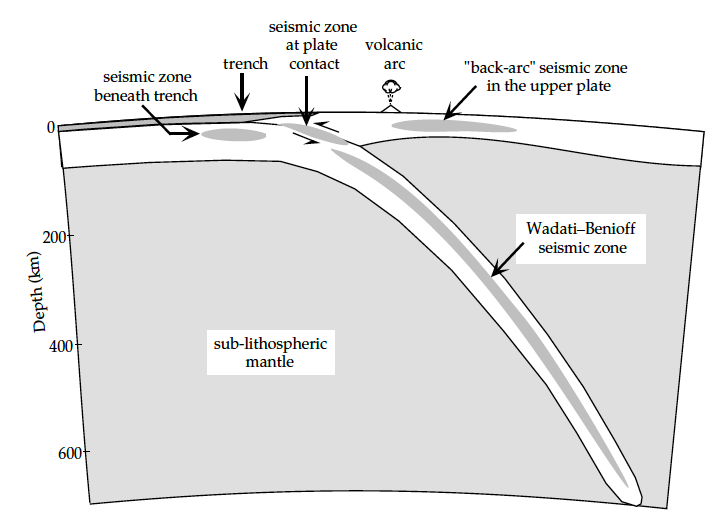 seismic zone
at plate
contact
volcanic
arc
trench
"back-arc" seismic zone
in the upper plate
seismic zone
beneath trench
0
200
Wadati–Benioff
seismic zone
Depth (km)
400
sub-lithospheric
mantle
600